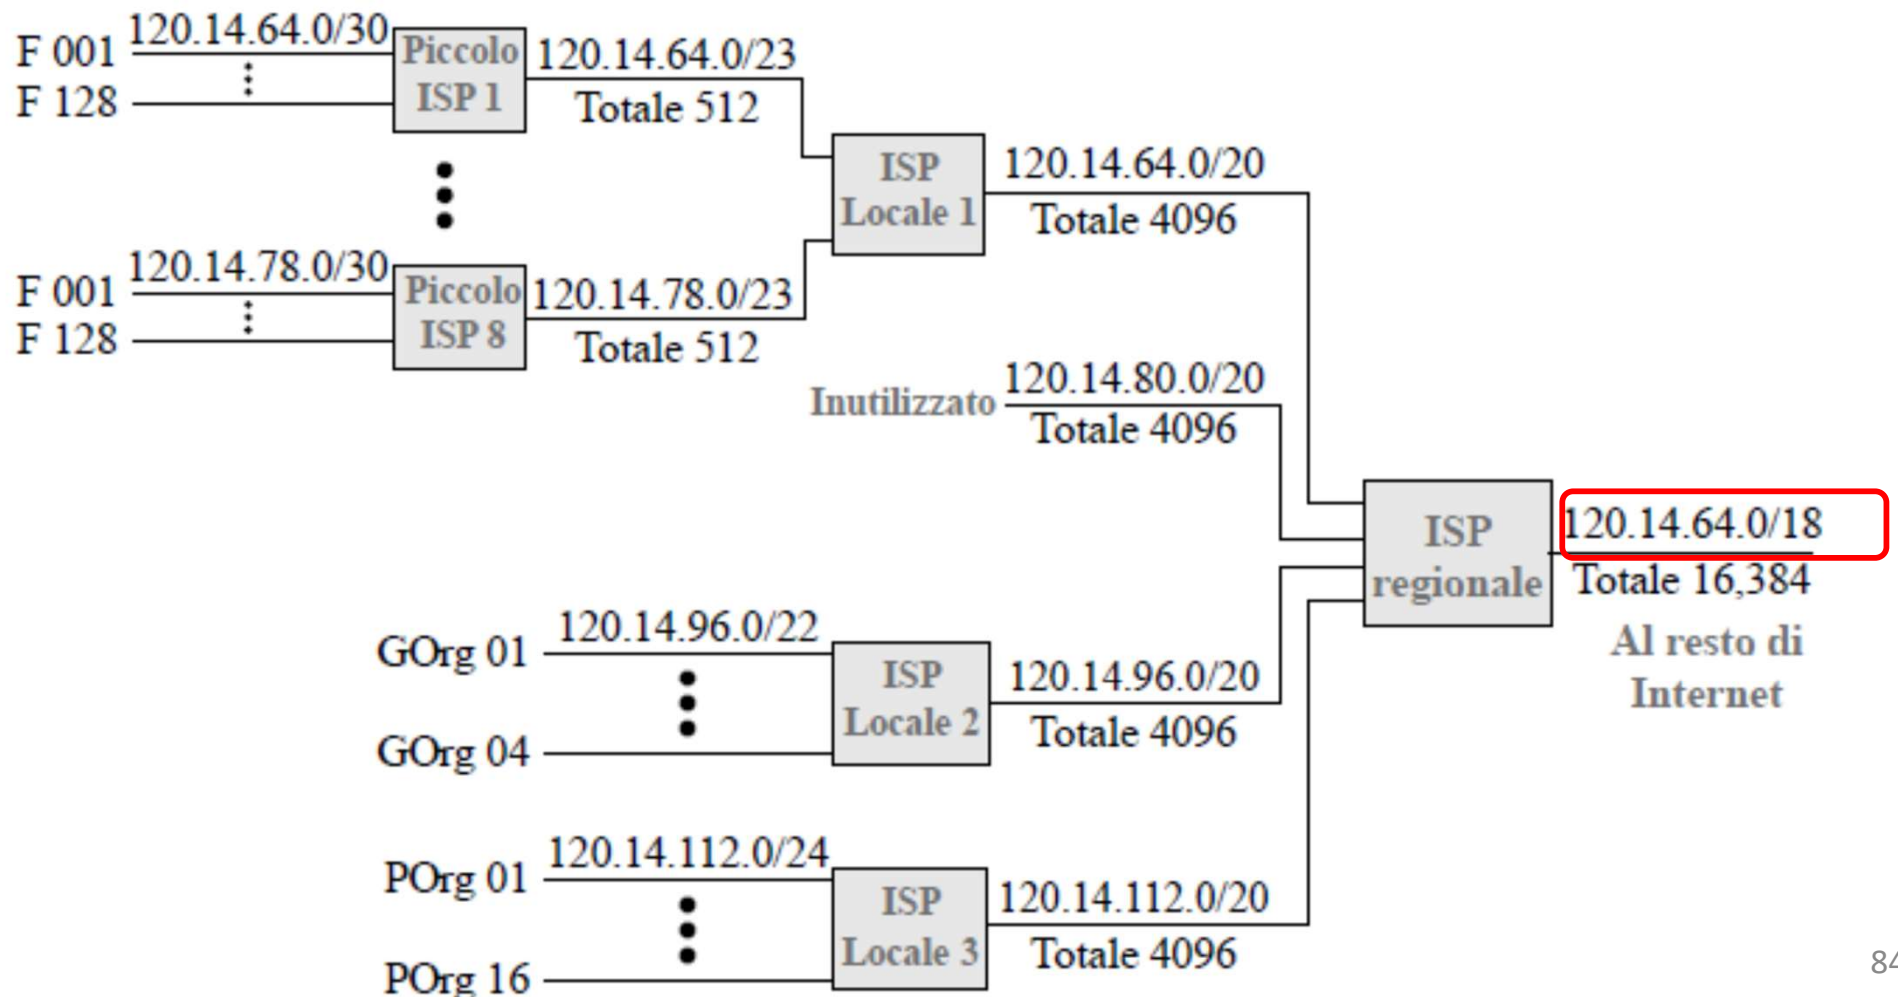 F 001
120.14.64.0/30
F 128
Piccolo
ISP 1
120.14.64.0/23
Totale 512
F 001
120.14.78.0/30
F 128
Piccolo
ISP 8
120.14.78.0/23
Totale 512
ISP
Locale 1
120.14.64.0/20
Totale 4096
Inutilizzato
120.14.80.0/20
Totale 4096
GOrg 01
120.14.96.0/22
GOrg 04
ISP
Locale 2
120.14.96.0/20
Totale 4096
POrg 01
120.14.112.0/24
POrg 16
ISP
Locale 3
120.14.112.0/20
Totale 4096
ISP
regionale
120.14.64.0/18
Totale 16,384
Al resto di
Internet
84